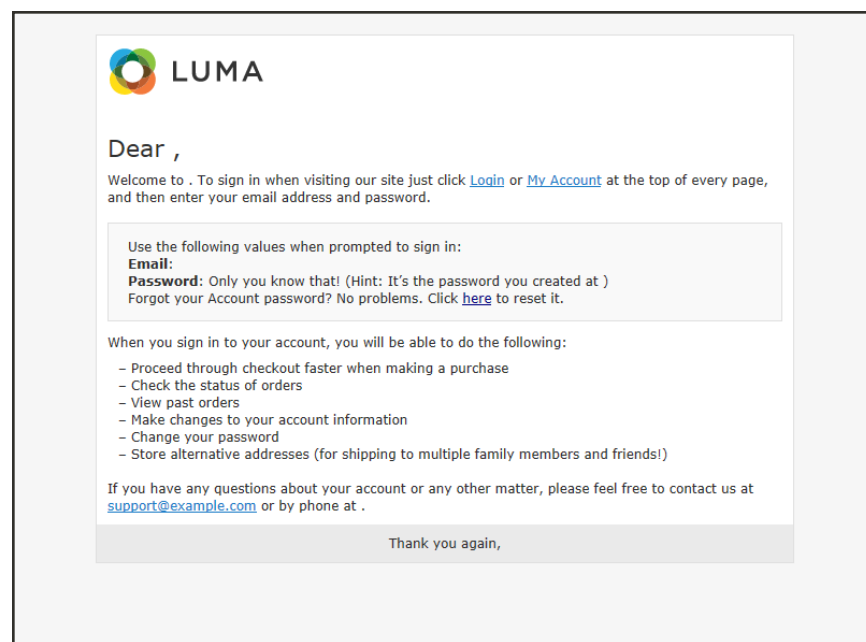 LUMA
Dear ,
Welcome to . To sign in when visiting our site just click Login or My Account at the top of every page,
and then enter your email address and password.
Use the following values when prompted to sign in:
Email:
Password: Only you know that! (Hint: It’s the password you created at )
Forgot your Account password? No problems. Click here to reset it.
When you sign in to your account, you will be able to do the following:
– Proceed through checkout faster when making a purchase
– Check the status of orders
– View past orders
– Make changes to your account information
– Change your password
– Store alternative addresses (for shipping to multiple family members and friends!)
If you have any questions about your account or any other matter, please feel free to contact us at
support@example.com or by phone at .
Thank you again,